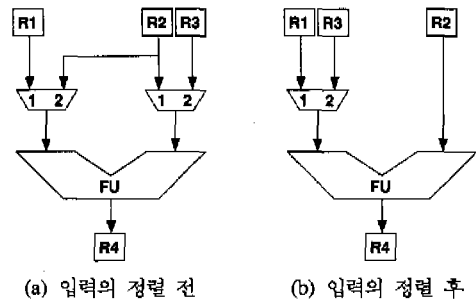 R1 R2 R3 R1 R3 R2
1 2 1 2 1 2
FU FU
R4 R4
(a) 입력의 정렬 전 (b) 입력의 정렬 후